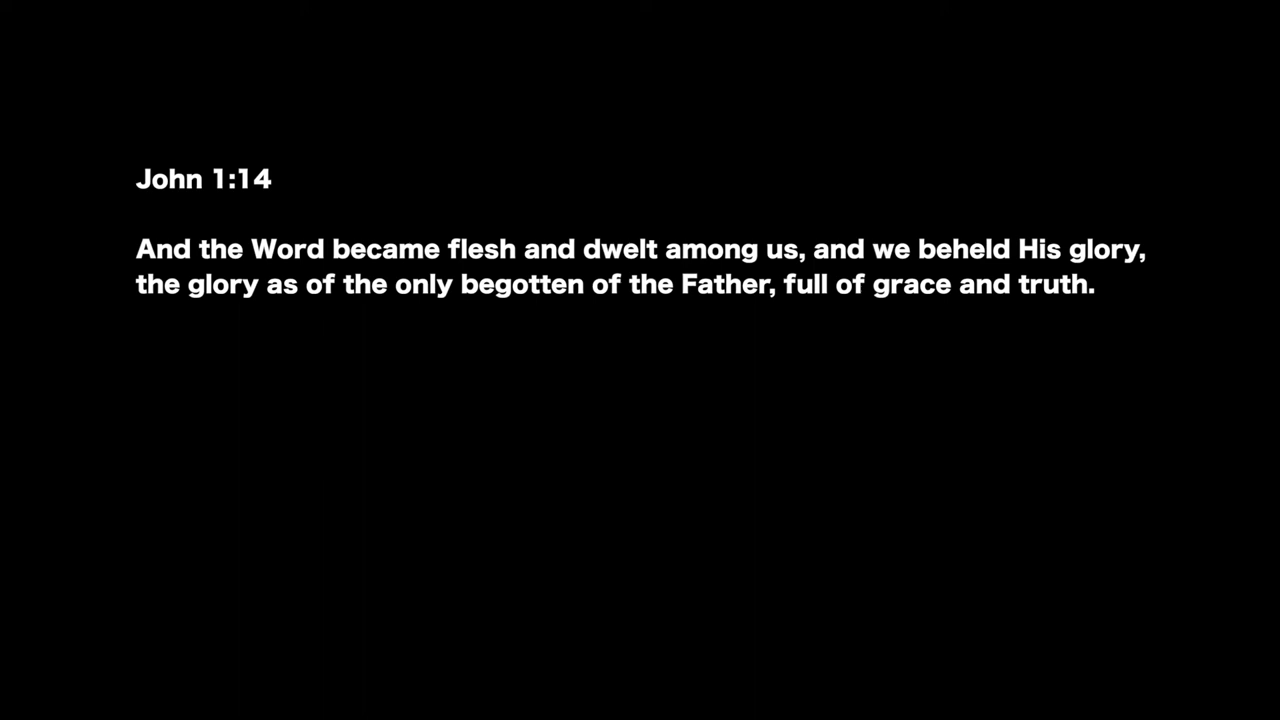 John 1:14
And the Word became flesh and dwelt among us, and we beheld His glory,
the glory as of the only begotten of the Father, full of grace and truth.